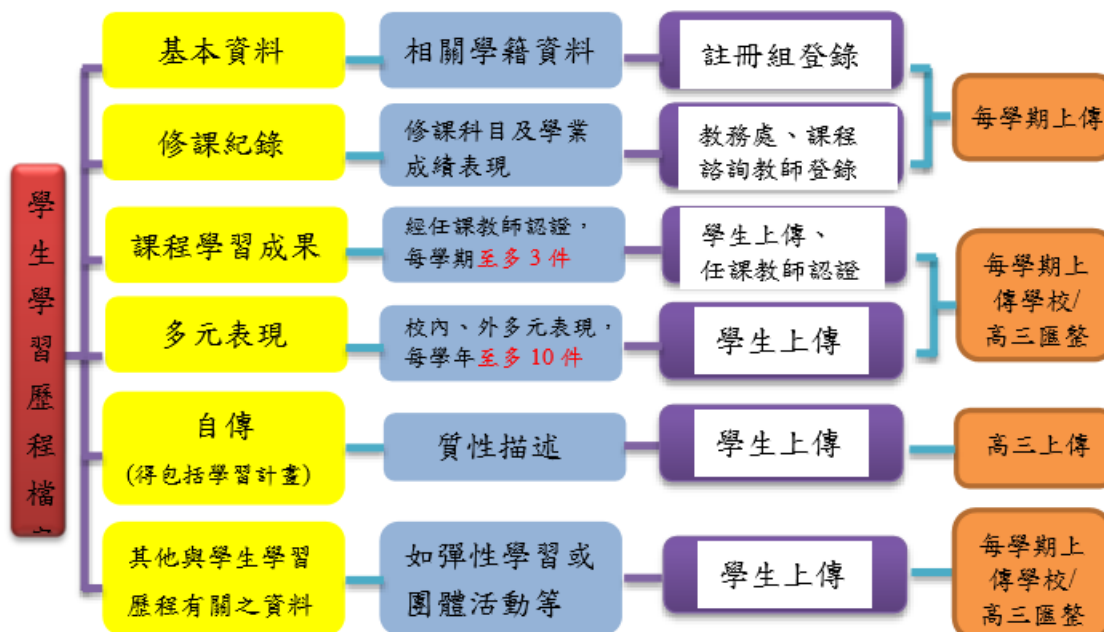 學生學習歷程檔
基本資料
相關學籍資料
註冊組登錄
修課紀錄
修課科目及學業
成績表現
教務處、課程
諮詢教師登錄
每學期上傳
課程學習成果
經任課教師認證，
每學期至多 3 件
學生上傳、
任課教師認證
多元表現
校內、外多元表現，
每學年至多 10 件
學生上傳
每學期上
傳學校/
高三匯整
自傳
(得包括學習計畫)
質性描述
學生上傳
高三上傳
其他與學生學習
歷程有關之資料
如彈性學習或
團體活動等
學生上傳
每學期上
傳學校/
高三匯整